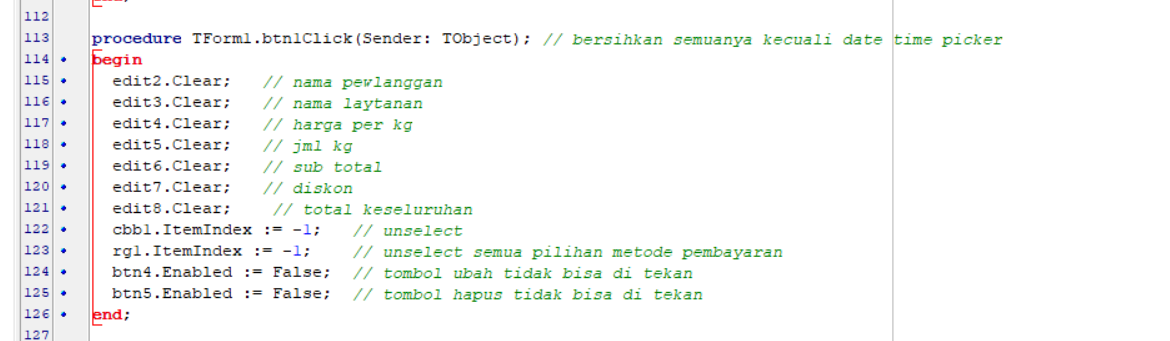 112
113 procedure TForm1.btn1Click(Sender: TObject); // bersihkan semuanya kecuali date time picker
114 begin
115 edit2.Clear; // nama pewlanggan
116 edit3.Clear; // nama laytanan
117 edit4.Clear; // harga per kg
118 edit5.Clear; // jml kg
119 edit6.Clear; // sub total
120 edit7.Clear; // diskon
121 edit8.Clear; // total keseluruhan
122 cbb1.ItemIndex := -1; // unselect
123 rg1.ItemIndex := -1; // unselect semua pilihan metode pembayaran
124 btn4.Enabled := False; // tombol ubah tidak bisa di tekan
125 btn5.Enabled := False; // tombol hapus tidak bisa di tekan
126 end;
127